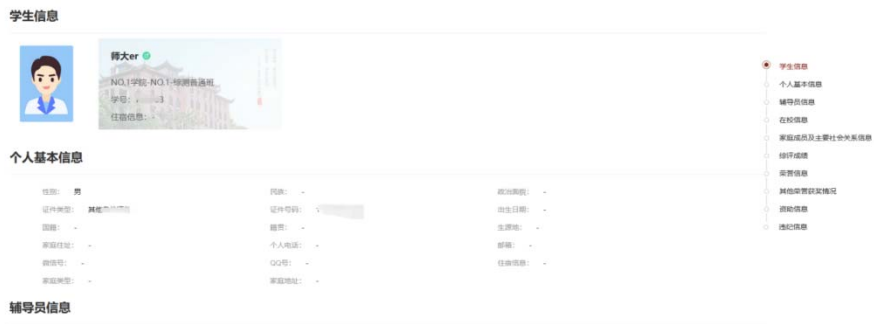 学生信息
师大er
NO.1学院-NO.1-综测普通班
学号： 3
住宿信息： -
学生信息
个人基本信息
辅导员信息
在校信息
家庭成员及主要社会关系信息
综评成绩
荣誉信息
其他荣誉获奖情况
资助信息
违纪信息
个人基本信息
性别： 男 民族： - 政治面貌： -
证件类型： 其他 证件号码： 出生日期： -
国籍： - 籍贯： - 生源地： -
家庭住址： - 个人电话： - 邮箱： -
微信号： - QQ号： - 住宿信息： -
家庭类型： - 家庭地址： -
辅导员信息